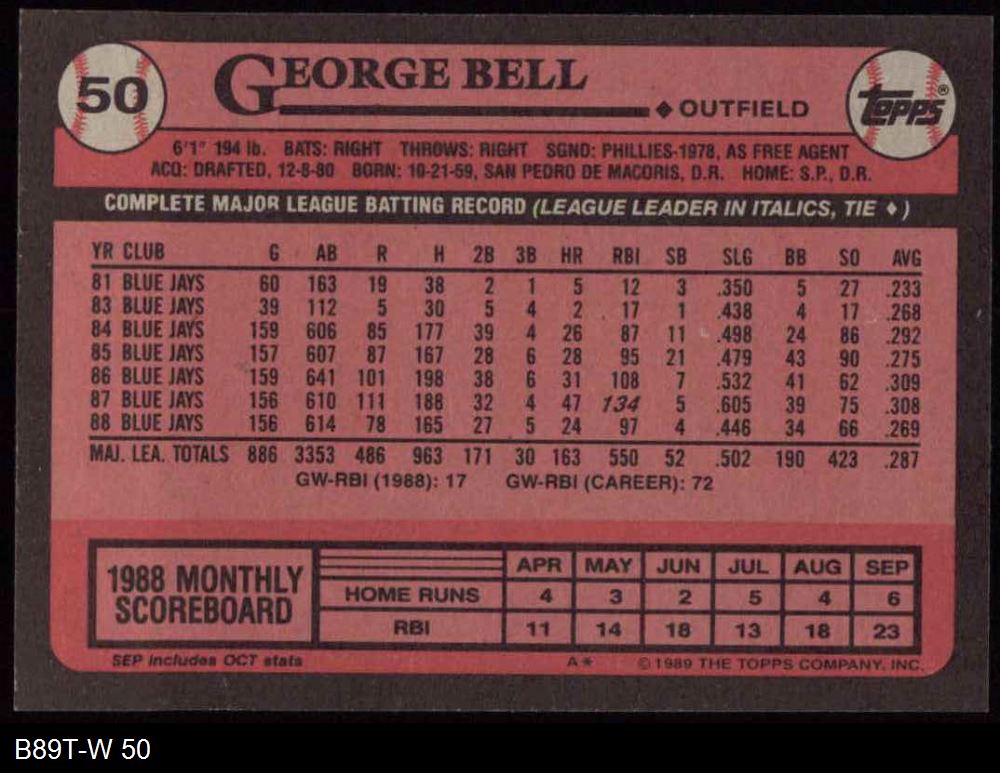 50
GEORGE BELL
◆ OUTFIELD
TOPPS®
6'1" 194 lb. BATS: RIGHT THROWS: RIGHT SGND: PHILLIES-1978, AS FREE AGENT
ACQ: DRAFTED, 12-8-80 BORN: 10-21-59, SAN PEDRO DE MACORIS, D.R. HOME: S.P., D.R.
COMPLETE MAJOR LEAGUE BATTING RECORD (LEAGUE LEADER IN ITALICS, TIE ◆)
YR CLUB G AB R H 2B 3B HR RBI SB SLG BB SO AVG
81 BLUE JAYS 60 163 19 38 2 1 5 12 3 .350 5 27 .233
83 BLUE JAYS 39 112 5 30 5 4 2 17 1 .438 4 17 .268
84 BLUE JAYS 159 606 85 177 39 4 26 87 11 .498 24 86 .292
85 BLUE JAYS 157 607 87 167 28 6 28 95 21 .479 43 90 .275
86 BLUE JAYS 159 641 101 198 38 6 31 108 7 .532 41 62 .309
87 BLUE JAYS 156 610 111 188 32 4 47 134 5 .605 39 75 .308
88 BLUE JAYS 156 614 78 165 27 5 24 97 4 .446 34 66 .269
MAJ. LEA. TOTALS 886 3353 486 963 171 30 163 550 52 .502 190 423 .287
GW-RBI (1988): 17 GW-RBI (CAREER): 72
1988 MONTHLY
SCOREBOARD
APR MAY JUN JUL AUG SEP
HOME RUNS 4 3 2 5 4 6
RBI 11 14 18 13 18 23
SEP includes OCT stats A* © 1989 THE TOPPS COMPANY, INC.
B89T-W 50